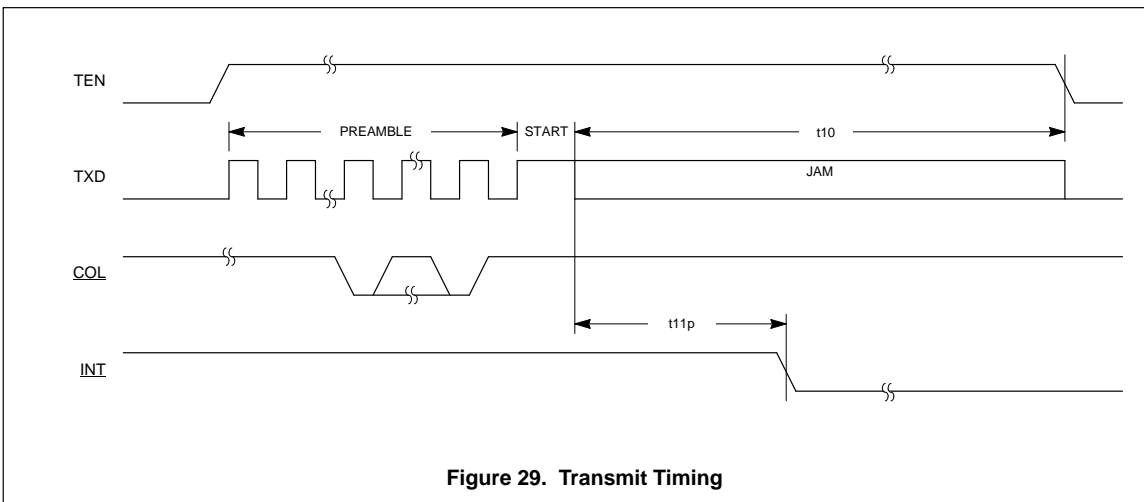 TEN
PREAMBLE START t10
TXD JAM
COL
t11p
INT
Figure 29. Transmit Timing